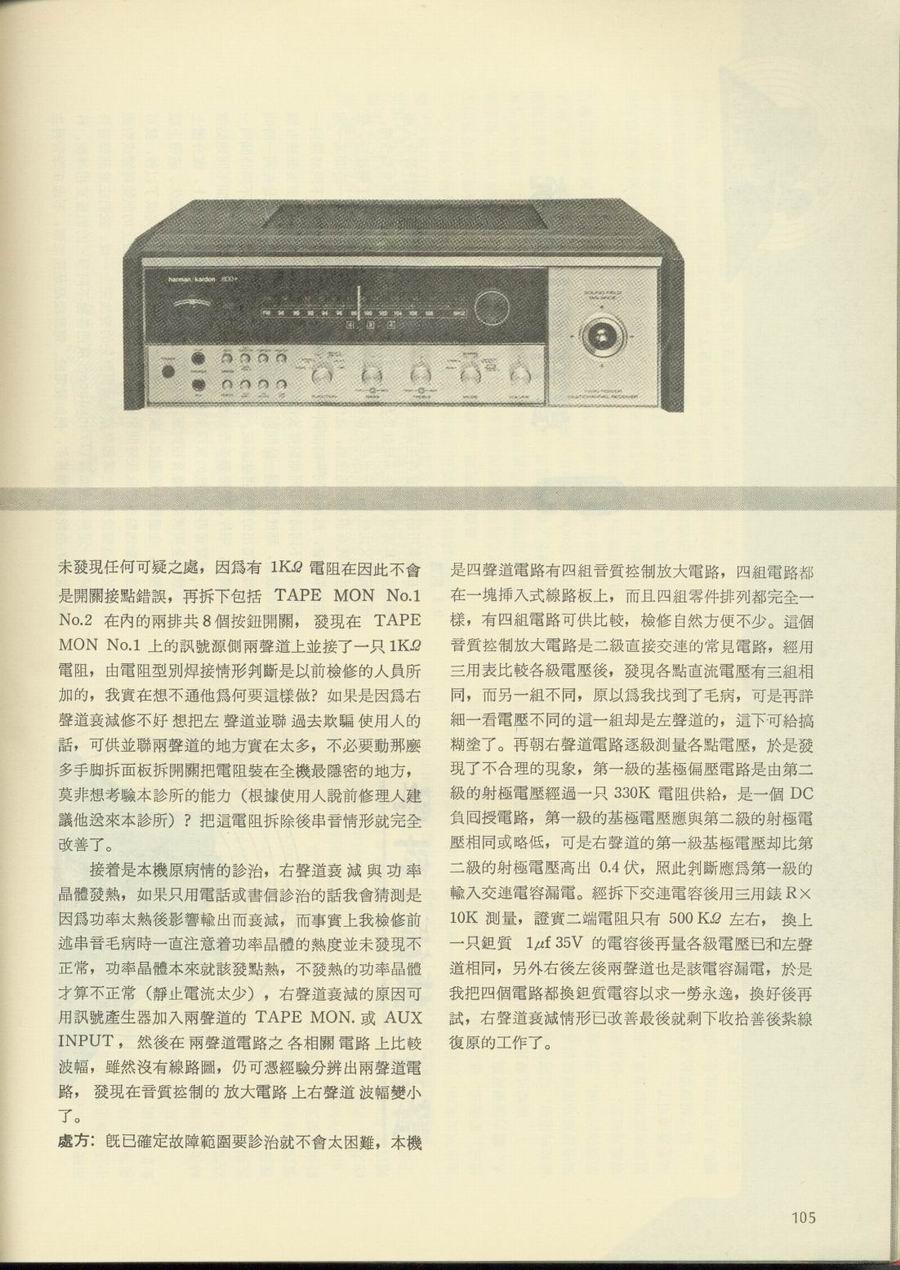 harman/kardon 800+
FM 88 90 92 94 96 98 100 102 104 106 108 MHZ
SOUND FIELD
BALANCE
FUNCTION BASS TREBLE MODE VOLUME
MULTICHANNEL RECEIVER
未發現任何可疑之處，因爲有 1KΩ 電阻在因此不會
是開關接點錯誤，再拆下包括 TAPE MON No.1
No.2 在內的兩排共8個按鈕開關， 發現在 TAPE
MON No.1 上的訊號源側兩聲道上並接了一只1KΩ
電阻，由電阻型別焊接情形判斷是以前檢修的人員所
加的，我實在想不通他爲何要這樣做？如果是因爲右
聲道衰減修不好 想把左 聲道並聯 過去欺騙 使用人的
話，可供並聯兩聲道的地方實在太多，不必要動那麼
多手脚拆面板拆開關把電阻裝在全機最隱密的地方，
莫非想考驗本診所的能力（根據使用人說前修理人建
議他送來本診所）？把這電阻拆除後串音情形就完全
改善了。
接着是本機原病情的診治，右聲道衰 減 與 功 率
晶體發熱，如果只用電話或書信診治的話我會猜測是
因爲功率太熱後影響輸出而衰減，而事實上我檢修前
述串音毛病時一直注意着功率晶體的熱度並未發現不
正常，功率晶體本來就該發點熱，不發熱的功率晶體
才算不正常（靜止電流太少），右聲道衰減的原因可
用訊號產生器加入兩聲道的 TAPE MON. 或 AUX
INPUT， 然後在 兩聲道電路之 各相關 電路 上比較
波幅，雖然沒有線路圖，仍可憑經驗分辨出兩聲道電
路， 發現在音質控制的 放大電路 上右聲道 波幅變小
了。
處方：旣已確定故障範圍要診治就不會太困難，本機
是四聲道電路有四組音質控制放大電路，四組電路都
在一塊揷入式線路板上，而且四組零件排列都完全一
樣，有四組電路可供比較，檢修自然方便不少。這個
音質控制放大電路是二級直接交連的常見電路，經用
三用表比較各級電壓後，發現各點直流電壓有三組相
同，而另一組不同，原以爲我找到了毛病，可是再詳
細一看電壓不同的這一組却是左聲道的，這下可給搞
糊塗了。再朝右聲道電路逐級測量各點電壓，於是發
現了不合理的現象，第一級的基極偏壓電路是由第二
級的射極電壓經過一只 330K 電阻供給，是一個 DC
負囘授電路，第一級的基極電壓應與第二級的射極電
壓相同或略低，可是右聲道的第一級基極電壓却比第
二級的射極電壓高出 0.4 伏，照此判斷應爲第一級的
輸入交連電容漏電。經拆下交連電容後用三用錶 R×
10K 測量，證實二端電阻只有 500 KΩ 左右， 換上
一只鉭質 1μf 35V 的電容後再量各級電壓已和左聲
道相同，另外右後左後兩聲道也是該電容漏電，於是
我把四個電路都換鉭質電容以求一勞永逸，換好後再
試，右聲道衰減情形已改善最後就剩下收拾善後紮線
復原的工作了。
105